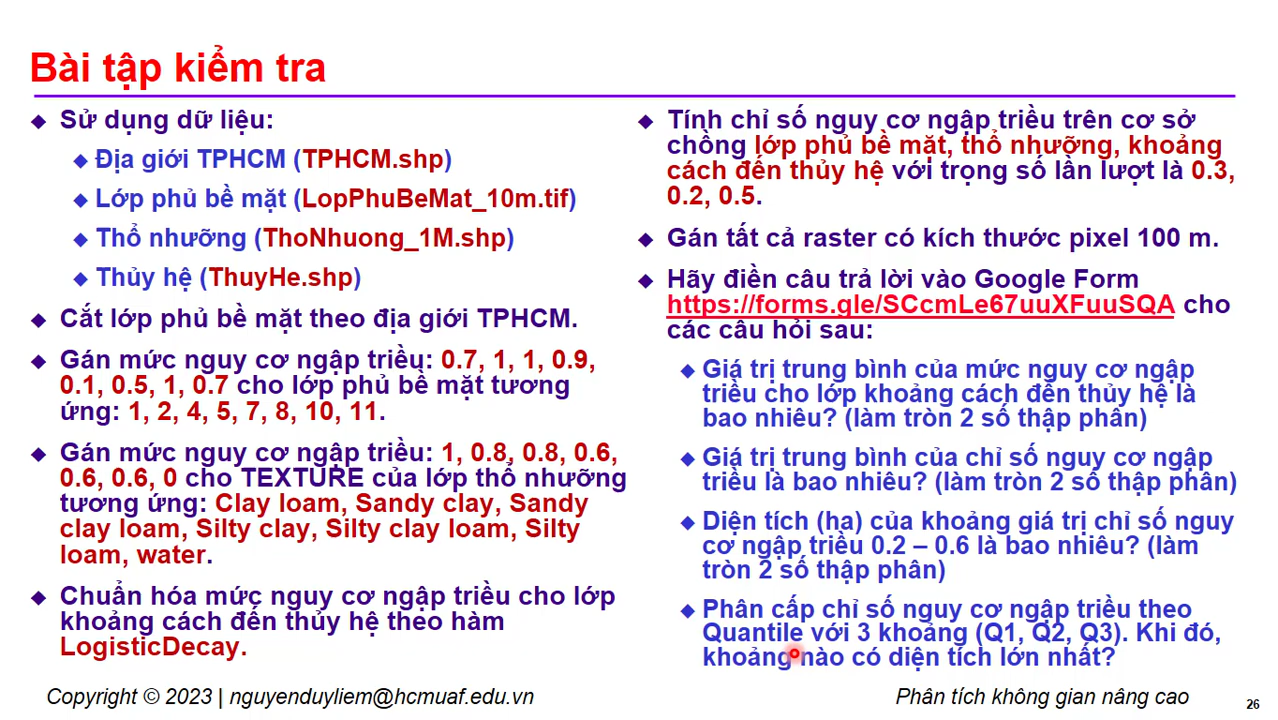 Bài tập kiểm tra
Sử dụng dữ liệu:
Địa giới TPHCM (TPHCM.shp)
Lớp phủ bề mặt (LopPhuBeMat_10m.tif)
Thổ nhưỡng (ThoNhuong_1M.shp)
Thủy hệ (ThuyHe.shp)
Cắt lớp phủ bề mặt theo địa giới TPHCM.
Gán mức nguy cơ ngập triều: 0.7, 1, 1, 0.9,
0.1, 0.5, 1, 0.7 cho lớp phủ bề mặt tương
ứng: 1, 2, 4, 5, 7, 8, 10, 11.
Gán mức nguy cơ ngập triều: 1, 0.8, 0.8, 0.6,
0.6, 0.6, 0 cho TEXTURE của lớp thổ nhưỡng
tương ứng: Clay loam, Sandy clay, Sandy
clay loam, Silty clay, Silty clay loam, Silty
loam, water.
Chuẩn hóa mức nguy cơ ngập triều cho lớp
khoảng cách đến thủy hệ theo hàm
LogisticDecay.
Tính chỉ số nguy cơ ngập triều trên cơ sở
chồng lớp phủ bề mặt, thổ nhưỡng, khoảng
cách đến thủy hệ với trọng số lần lượt là 0.3,
0.2, 0.5.
Gán tất cả raster có kích thước pixel 100 m.
Hãy điền câu trả lời vào Google Form
https://forms.gle/SCcmLe67uuXFuuSQA cho
các câu hỏi sau:
Giá trị trung bình của mức nguy cơ ngập
triều cho lớp khoảng cách đến thủy hệ là
bao nhiêu? (làm tròn 2 số thập phân)
Giá trị trung bình của chỉ số nguy cơ ngập
triều là bao nhiêu? (làm tròn 2 số thập phân)
Diện tích (ha) của khoảng giá trị chỉ số nguy
cơ ngập triều 0.2 – 0.6 là bao nhiêu? (làm
tròn 2 số thập phân)
Phân cấp chỉ số nguy cơ ngập triều theo
Quantile với 3 khoảng (Q1, Q2, Q3). Khi đó,
khoảng nào có diện tích lớn nhất?
Copyright © 2023 | nguyenduyliem@hcmuaf.edu.vn
Phân tích không gian nâng cao
26